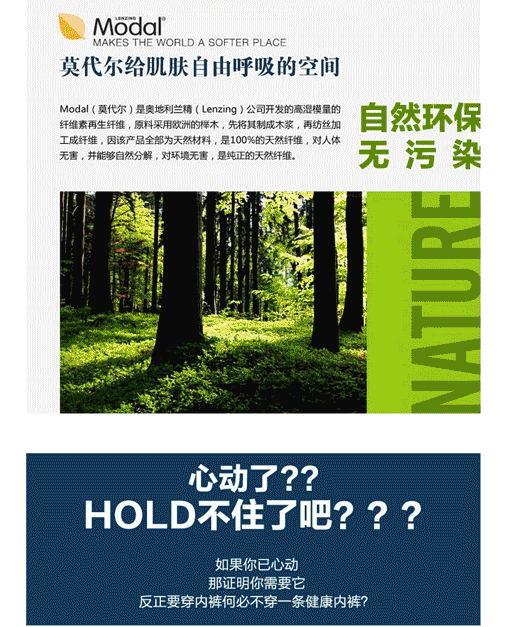 LENZING
Modal®
MAKES THE WORLD A SOFTER PLACE
莫代尔给肌肤自由呼吸的空间
Modal（莫代尔）是奥地利兰精（Lenzing）公司开发的高湿模量的
纤维素再生纤维，原料采用欧洲的榉木，先将其制成木浆，再纺丝加
工成纤维，因该产品全部为天然材料，是100%的天然纤维，对人体
无害，并能够自然分解，对环境无害，是纯正的天然纤维。
自然环保
无污染
NATURE
心动了??
HOLD不住了吧？？？
如果你已心动
那证明你需要它
反正要穿内裤何必不穿一条健康内裤?